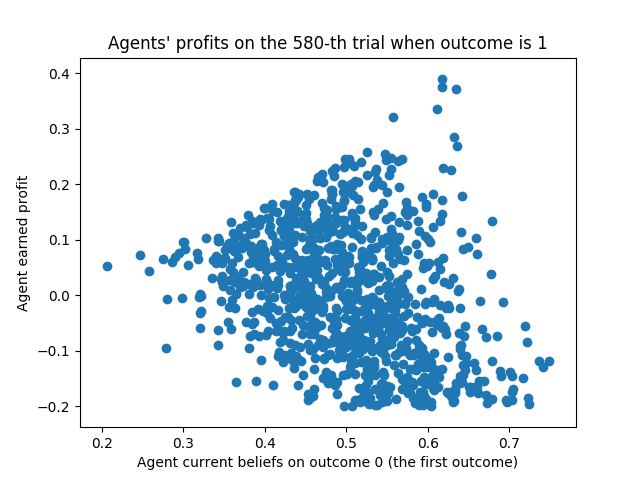 Agents' profits on the 580-th trial when outcome is 1
0.4
0.3
0.2
0.1
0.0
−0.1
−0.2
Agent earned profit
0.2 0.3 0.4 0.5 0.6 0.7
Agent current beliefs on outcome 0 (the first outcome)